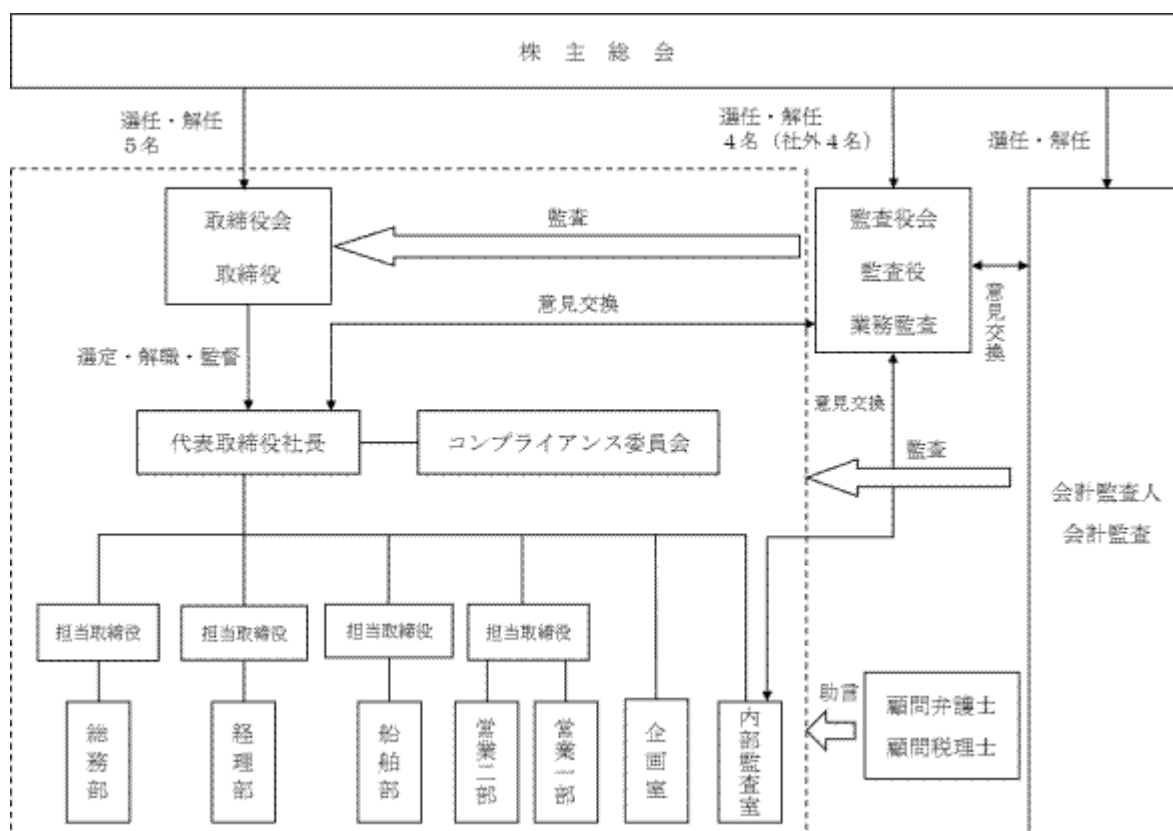 株主総会
選任・解任
5名
選任・解任
4名（社外4名）
選任・解任
取締役会
取締役
監査
監査役会
監査役
業務監査
意見交換
意見交換
選定・解職・監督
代表取締役社長
コンプライアンス委員会
意見交換
監査
会計監査人
会計監査
担当取締役
担当取締役
担当取締役
担当取締役
総務部
経理部
船舶部
営業二部
営業一部
企画室
内部監査室
助言
顧問弁護士
顧問税理士